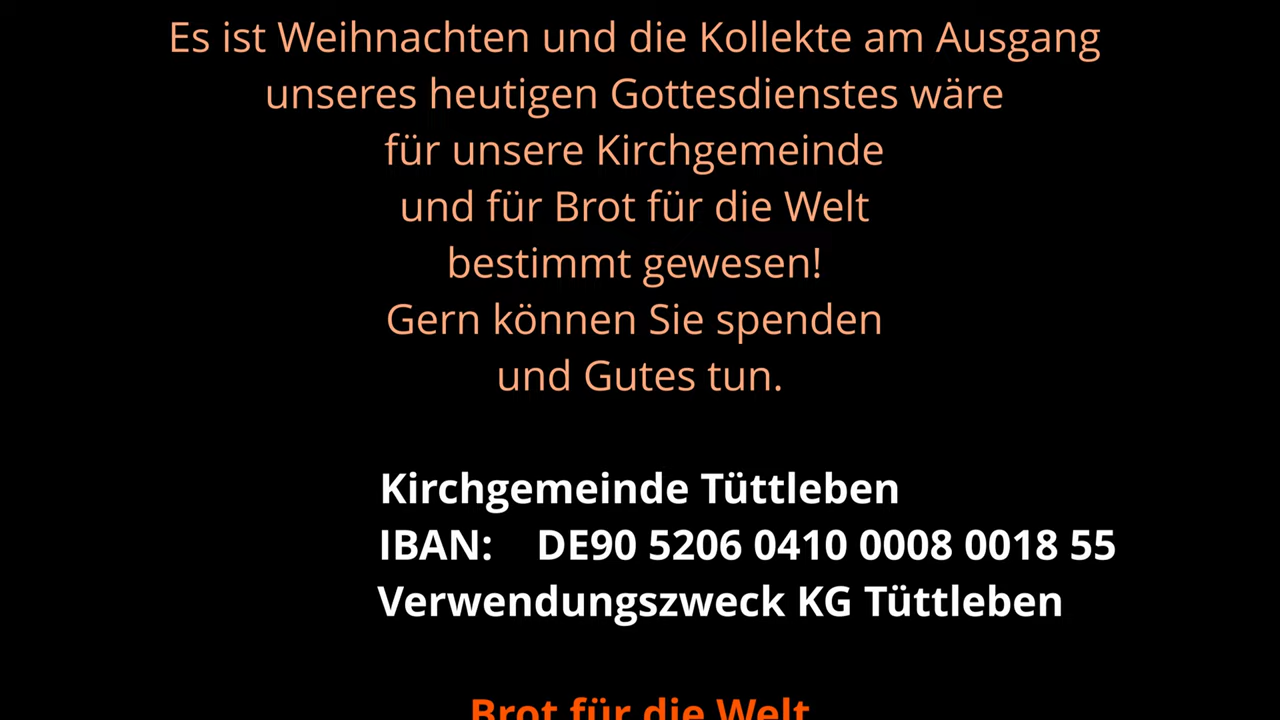 Es ist Weihnachten und die Kollekte am Ausgang
unseres heutigen Gottesdienstes wäre
für unsere Kirchgemeinde
und für Brot für die Welt
bestimmt gewesen!
Gern können Sie spenden
und Gutes tun.
Kirchgemeinde Tüttleben
IBAN: DE90 5206 0410 0008 0018 55
Verwendungszweck KG Tüttleben
Brot für die Welt